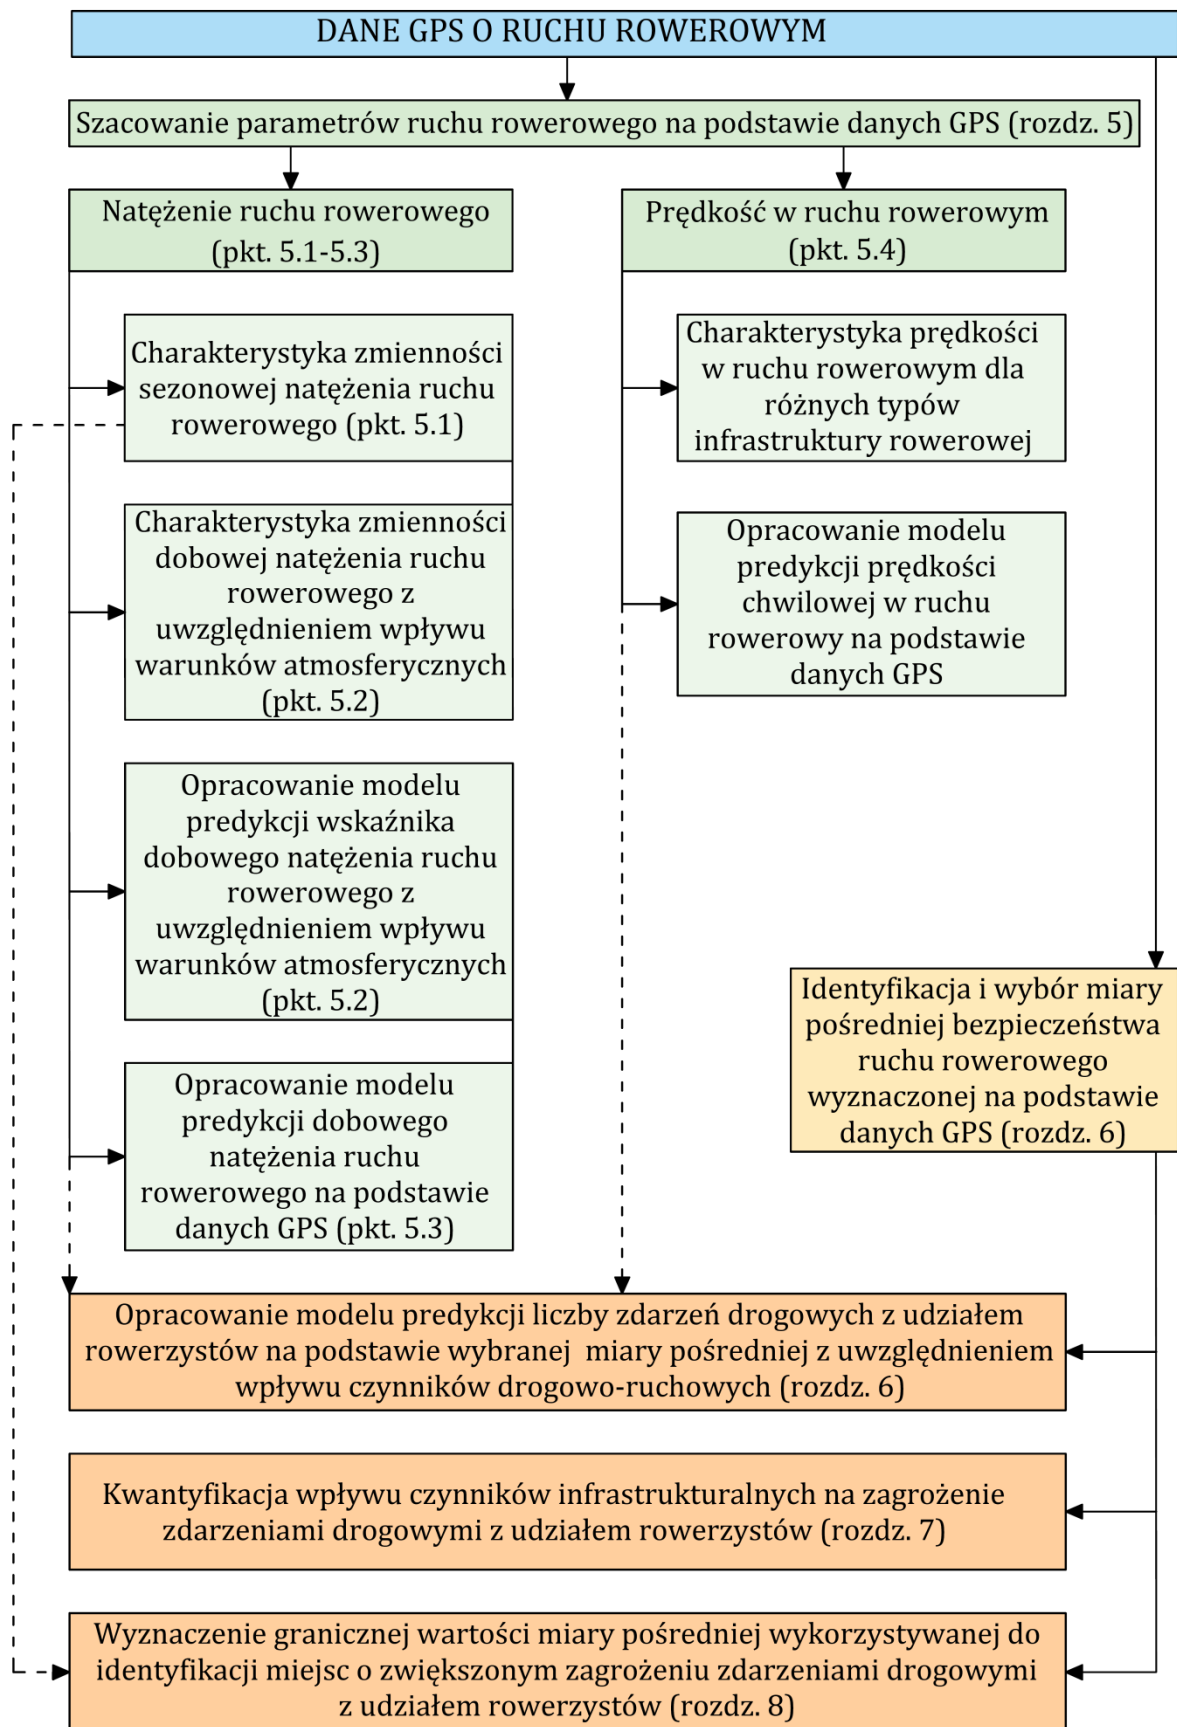 DANE GPS O RUCHU ROWEROWYM
Szacowanie parametrów ruchu rowerowego na podstawie danych GPS (rozdz. 5)
Natężenie ruchu rowerowego
(pkt. 5.1-5.3)
Prędkość w ruchu rowerowym
(pkt. 5.4)
Charakterystyka zmienności
sezonowej natężenia ruchu
rowerowego (pkt. 5.1)
Charakterystyka prędkości
w ruchu rowerowym dla
różnych typów
infrastruktury rowerowej
Charakterystyka zmienności
dobowej natężenia ruchu
rowerowego z
uwzględnieniem wpływu
warunków atmosferycznych
(pkt. 5.2)
Opracowanie modelu
predykcji prędkości
chwilowej w ruchu
rowerowy na podstawie
danych GPS
Opracowanie modelu
predykcji wskaźnika
dobowego natężenia ruchu
rowerowego z
uwzględnieniem wpływu
warunków atmosferycznych
(pkt. 5.2)
Identyfikacja i wybór miary
pośredniej bezpieczeństwa
ruchu rowerowego
wyznaczonej na podstawie
danych GPS (rozdz. 6)
Opracowanie modelu
predykcji dobowego
natężenia ruchu
rowerowego na podstawie
danych GPS (pkt. 5.3)
Opracowanie modelu predykcji liczby zdarzeń drogowych z udziałem
rowerzystów na podstawie wybranej miary pośredniej z uwzględnieniem
wpływu czynników drogowo-ruchowych (rozdz. 6)
Kwantyfikacja wpływu czynników infrastrukturalnych na zagrożenie
zdarzeniami drogowymi z udziałem rowerzystów (rozdz. 7)
Wyznaczenie granicznej wartości miary pośredniej wykorzystywanej do
identyfikacji miejsc o zwiększonym zagrożeniu zdarzeniami drogowymi
z udziałem rowerzystów (rozdz. 8)